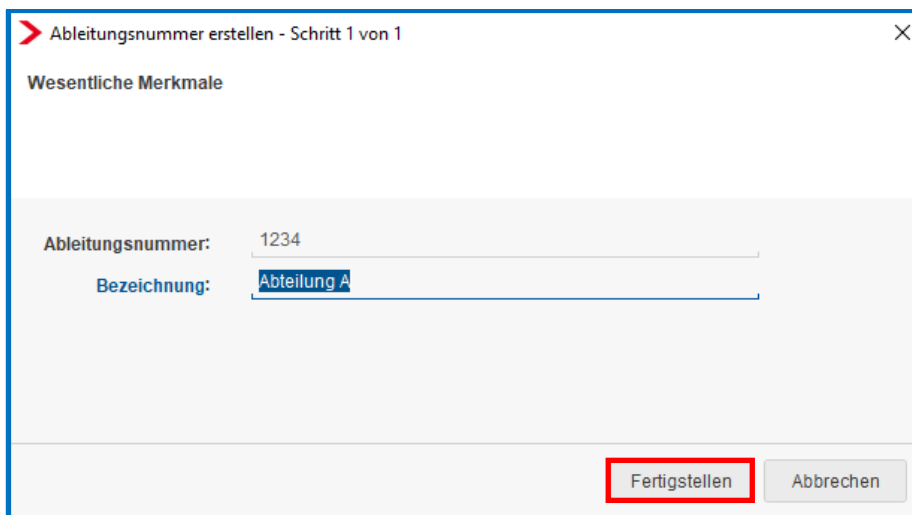 Ableitungsnummer erstellen - Schritt 1 von 1
Wesentliche Merkmale
Ableitungsnummer: 1234
Bezeichnung: Abteilung A
Fertigstellen Abbrechen